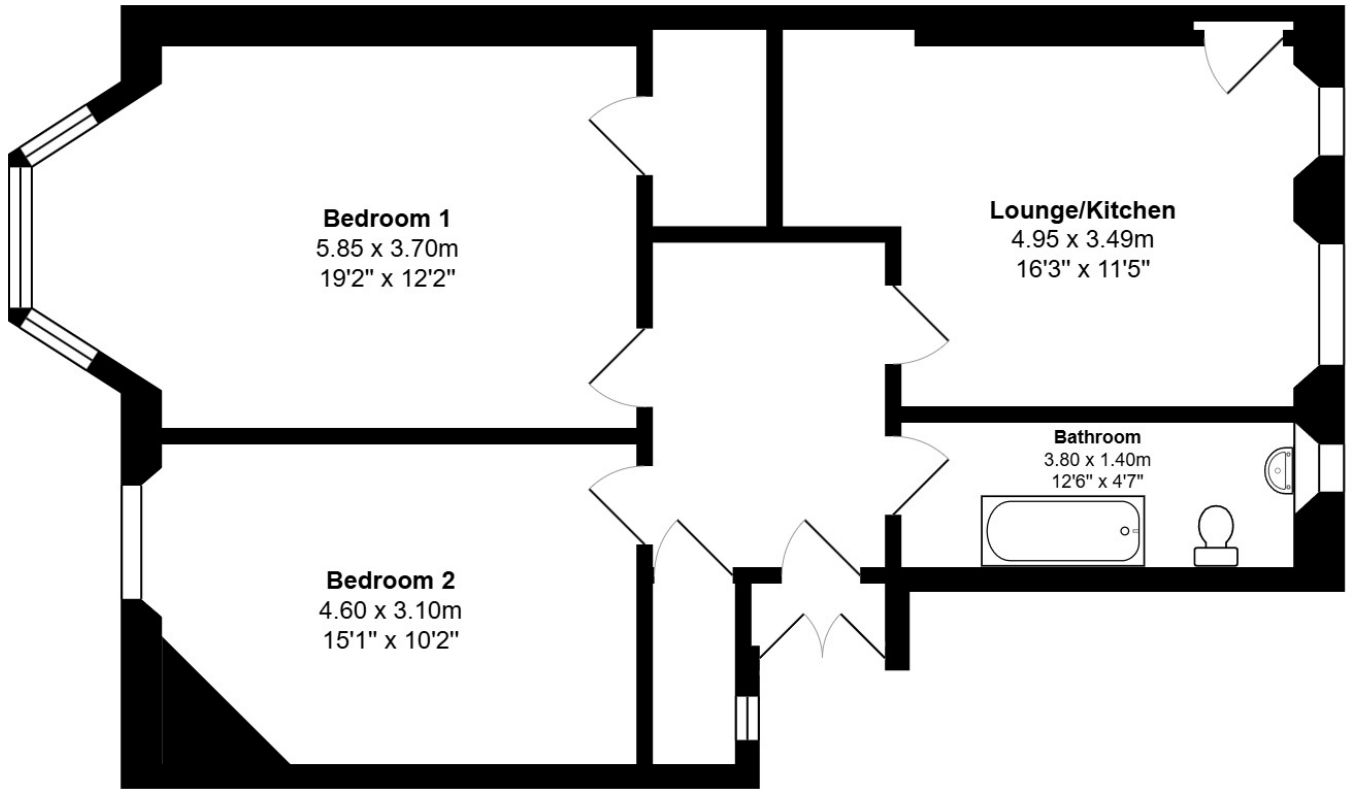 Bedroom 1
5.85 x 3.70m
19'2" x 12'2"
Lounge/Kitchen
4.95 x 3.49m
16'3" x 11'5"
Bathroom
3.80 x 1.40m
12'6" x 4'7"
Bedroom 2
4.60 x 3.10m
15'1" x 10'2"